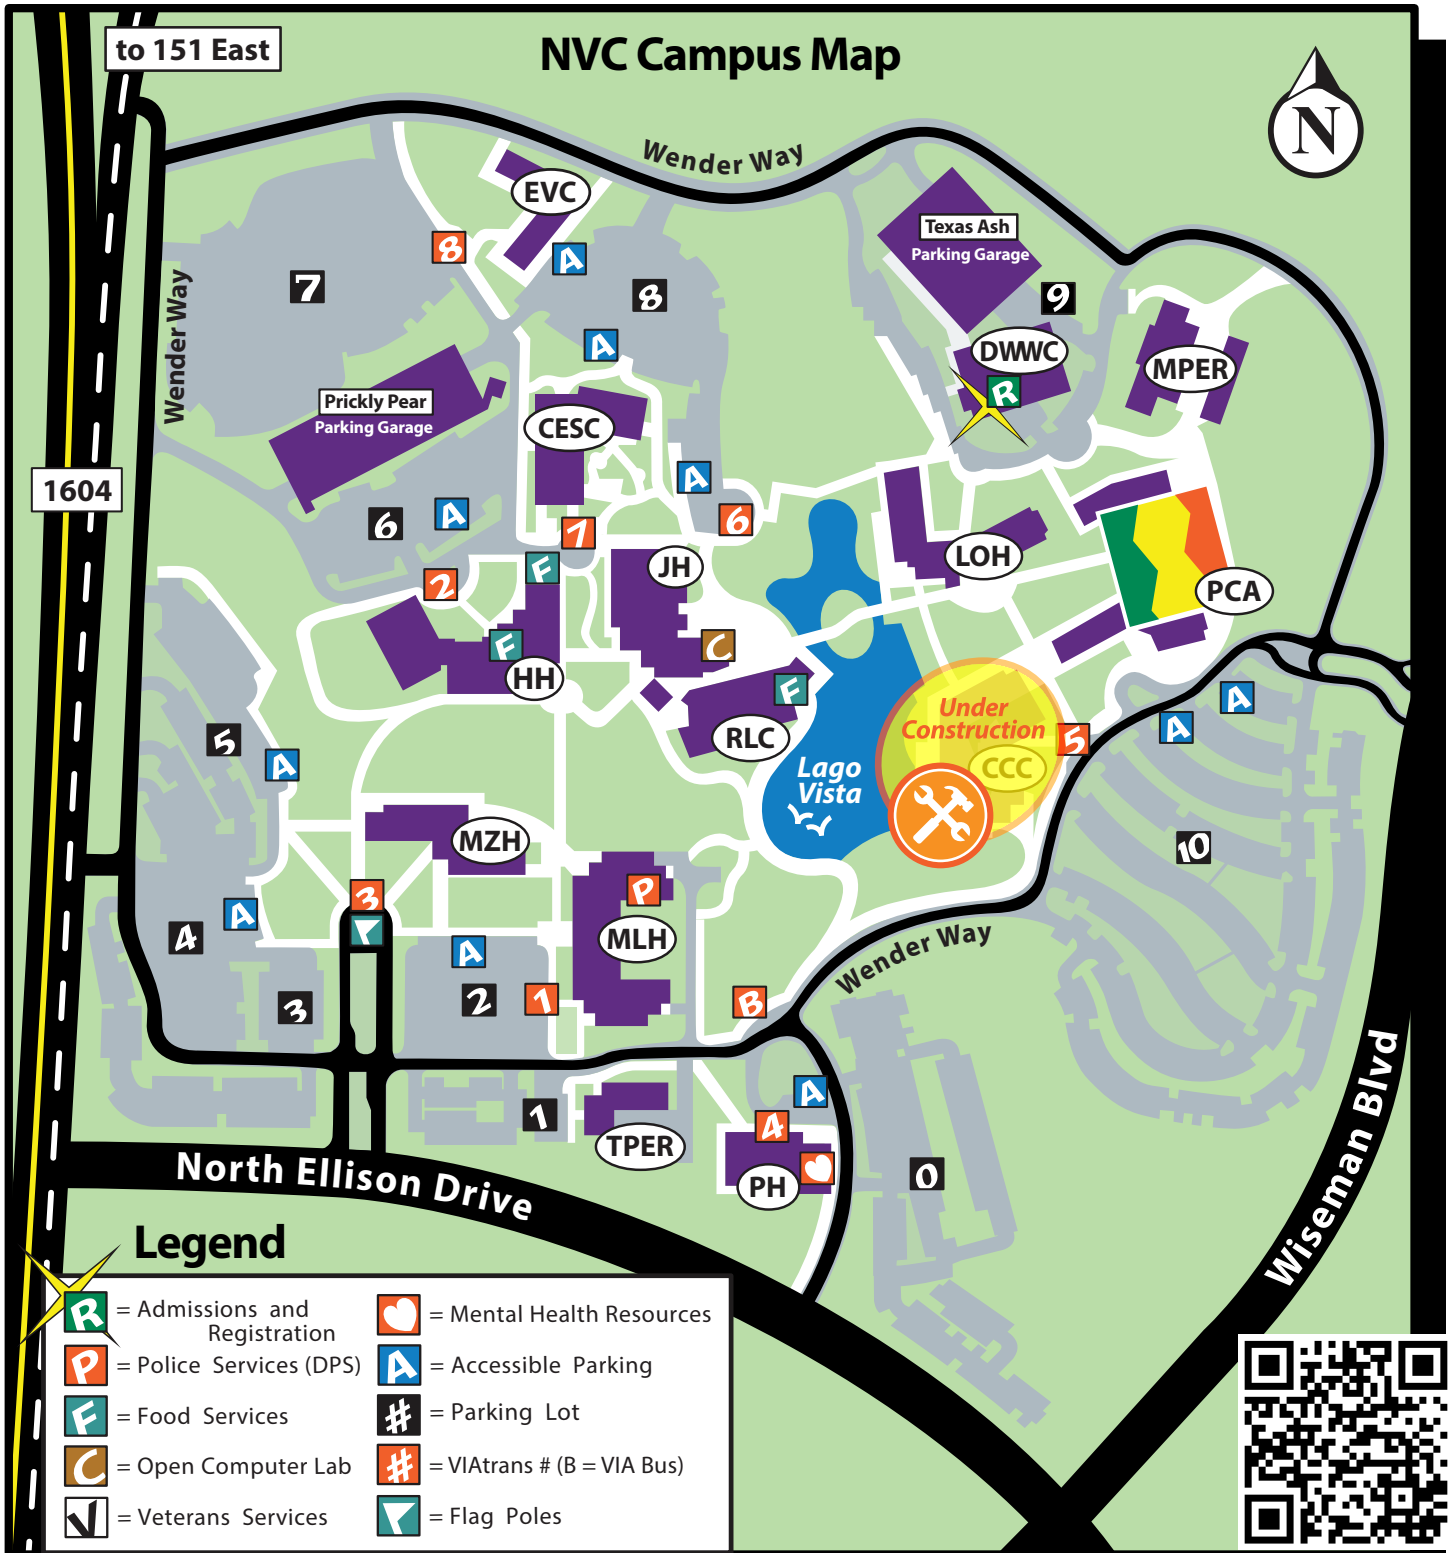 to 151 East
NVC Campus Map
N
Wender Way
EVC
Texas Ash
Parking Garage
8
A
7
8
9
Wender Way
A
DWWC
MPER
R
Prickly Pear
Parking Garage
CESC
1604
A
6
A
6
7
JH
LOH
F
2
PCA
F
C
HH
F
A
RLC
A
Under
Construction
5
5
A
CCC
Lago
Vista
MZH
10
3
P
A
4
MLH
A
Wender Way
3
2
1
B
Wiseman Blvd
A
1
4
TPER
PH
0
North Ellison Drive
Legend
R = Admissions and
Registration
= Mental Health Resources
P = Police Services (DPS)
A = Accessible Parking
F = Food Services
# = Parking Lot
C = Open Computer Lab
# = VIAtrans # (B = VIA Bus)
V = Veterans Services
= Flag Poles